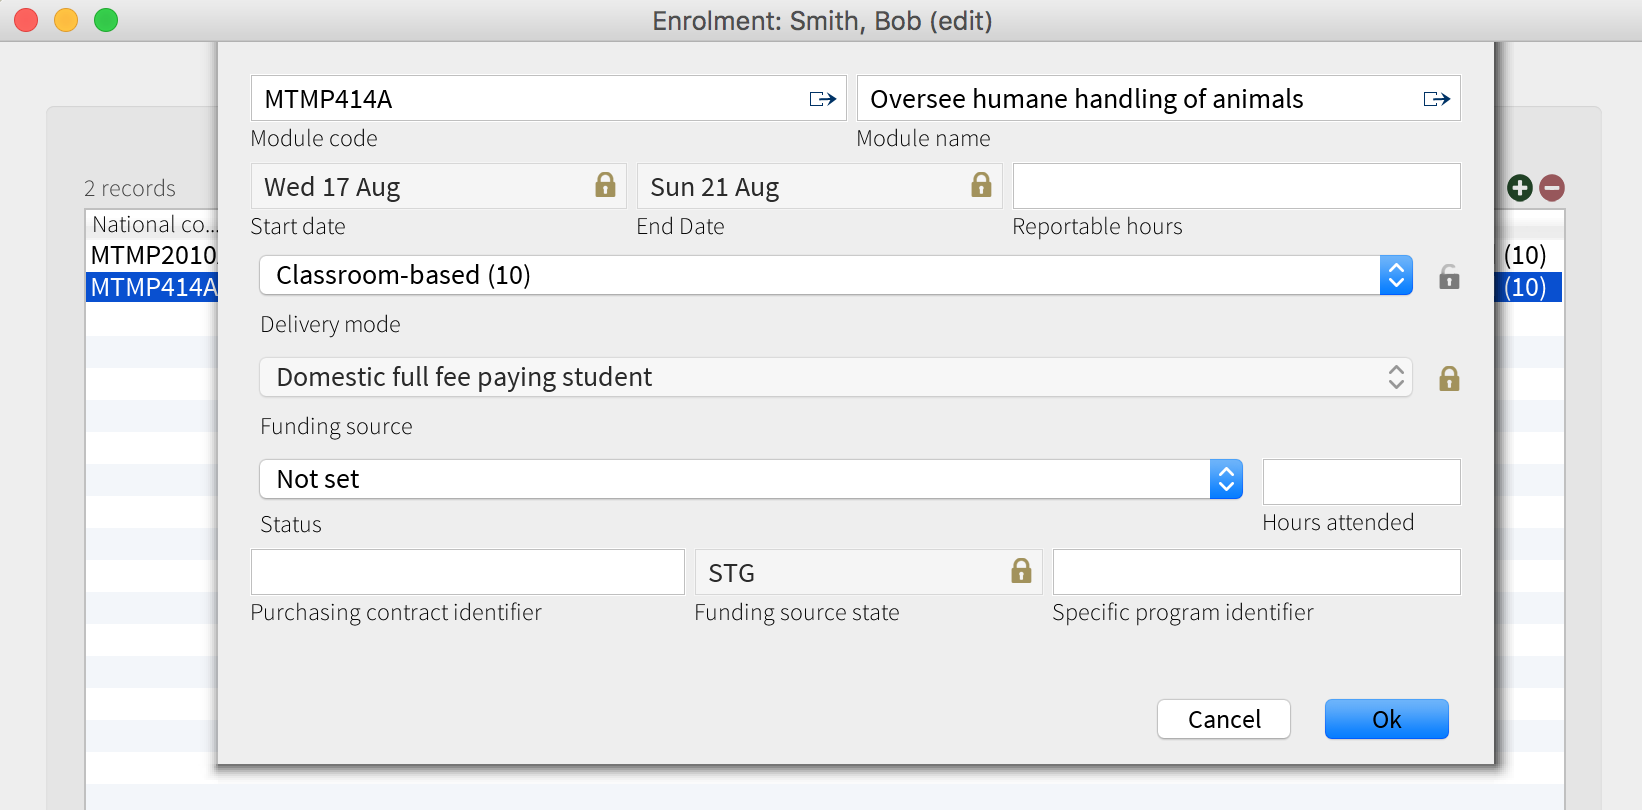 Enrolment: Smith, Bob (edit)
MTMP414A
Oversee humane handling of animals
Module code
Module name
2 records
Wed 17 Aug
Sun 21 Aug
Start date
End Date
Reportable hours
National co...
MTMP2010
(10)
MTMP414A
(10)
Classroom-based (10)
Delivery mode
Domestic full fee paying student
Funding source
Not set
Status
Hours attended
STG
Purchasing contract identifier
Funding source state
Specific program identifier
Cancel
Ok